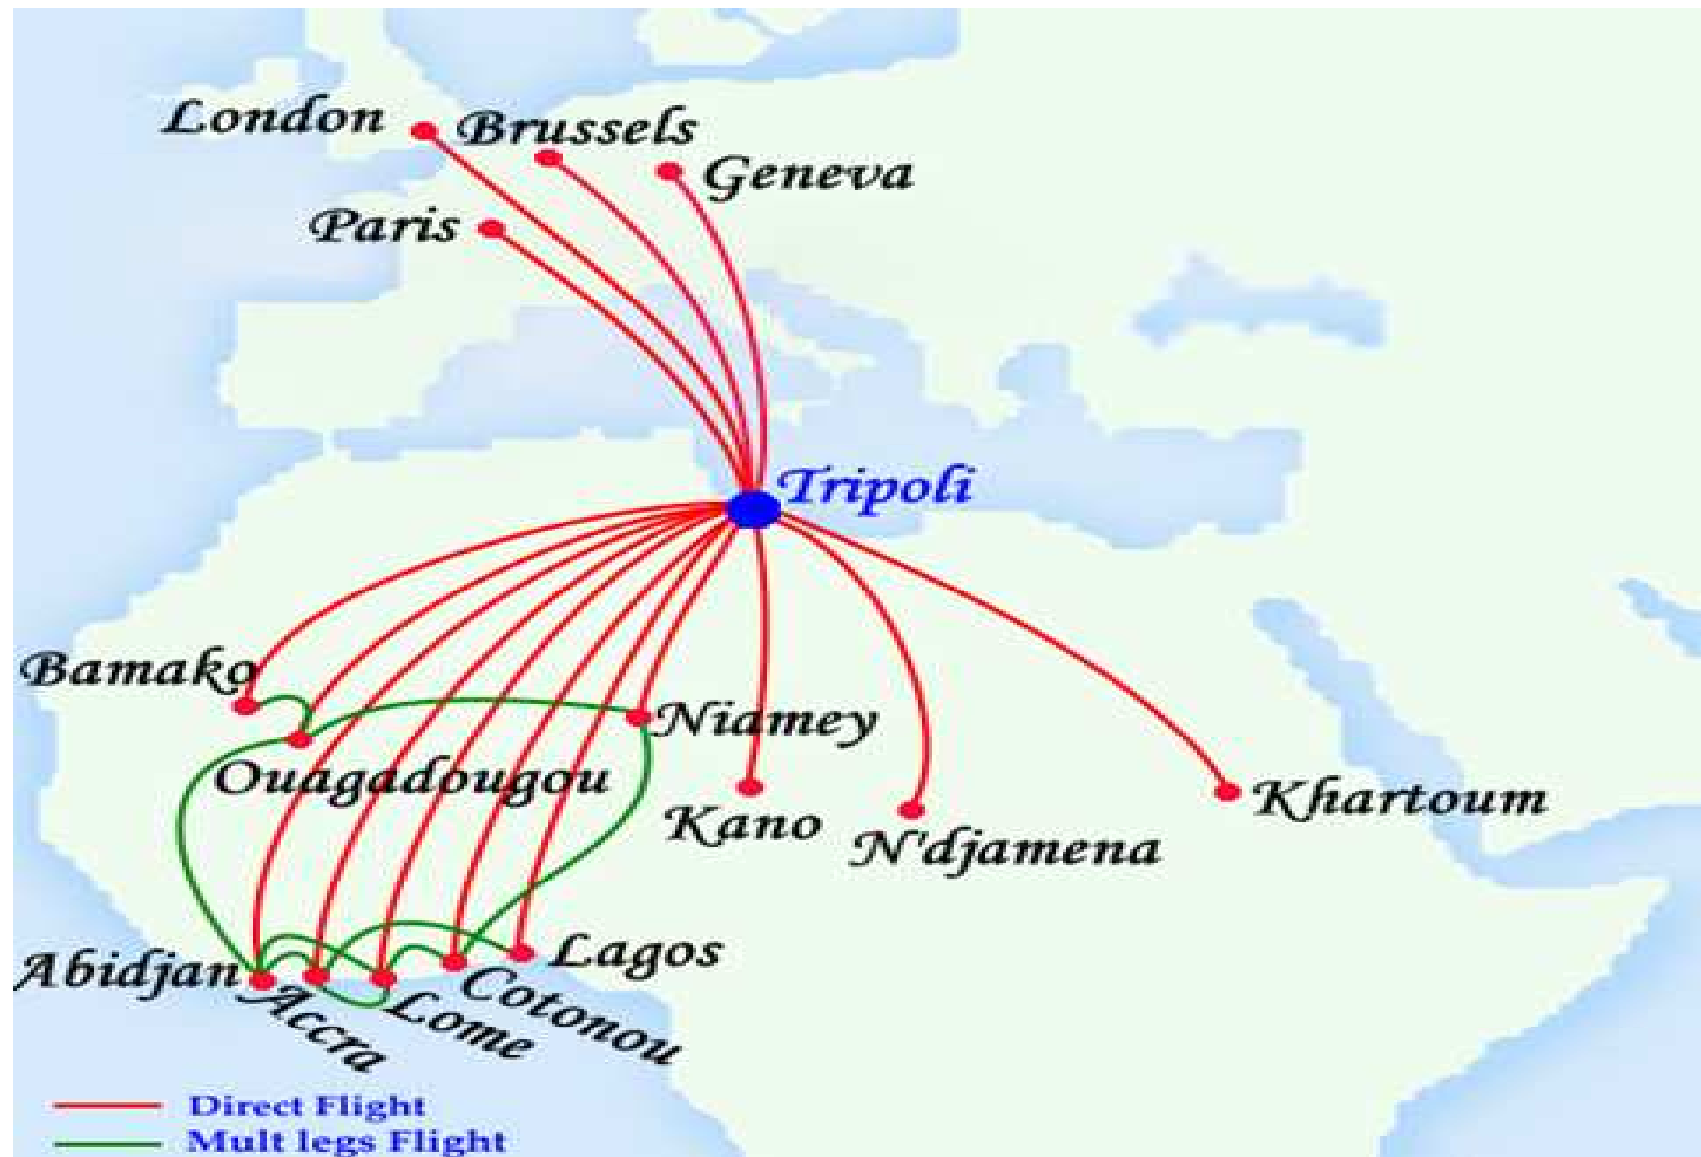 London
Brussels
Geneva
Paris
Tripoli
Bamako
Niamey
Ouagadougou
Kano
N'djamena
Khartoum
Abidjan
Accra
Lome
Cotonou
Lagos
Direct Flight
Mult legs Flight